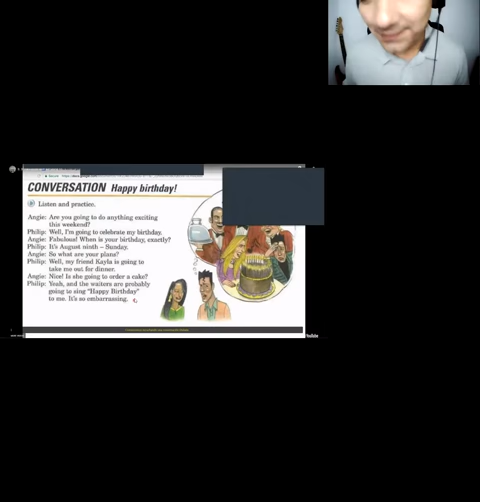 CONVERSATION Happy birthday!
Listen and practice.
Angie: Are you going to do anything exciting
this weekend?
Philip: Well, I'm going to celebrate my birthday.
Angie: Fabulous! When is your birthday, exactly?
Philip: It's August ninth – Sunday.
Angie: So what are your plans?
Philip: Well, my friend Kayla is going to
take me out for dinner.
Angie: Nice! Is she going to order a cake?
Philip: Yeah, and the waiters are probably
going to sing "Happy Birthday"
to me. It's so embarrassing.
YouTube